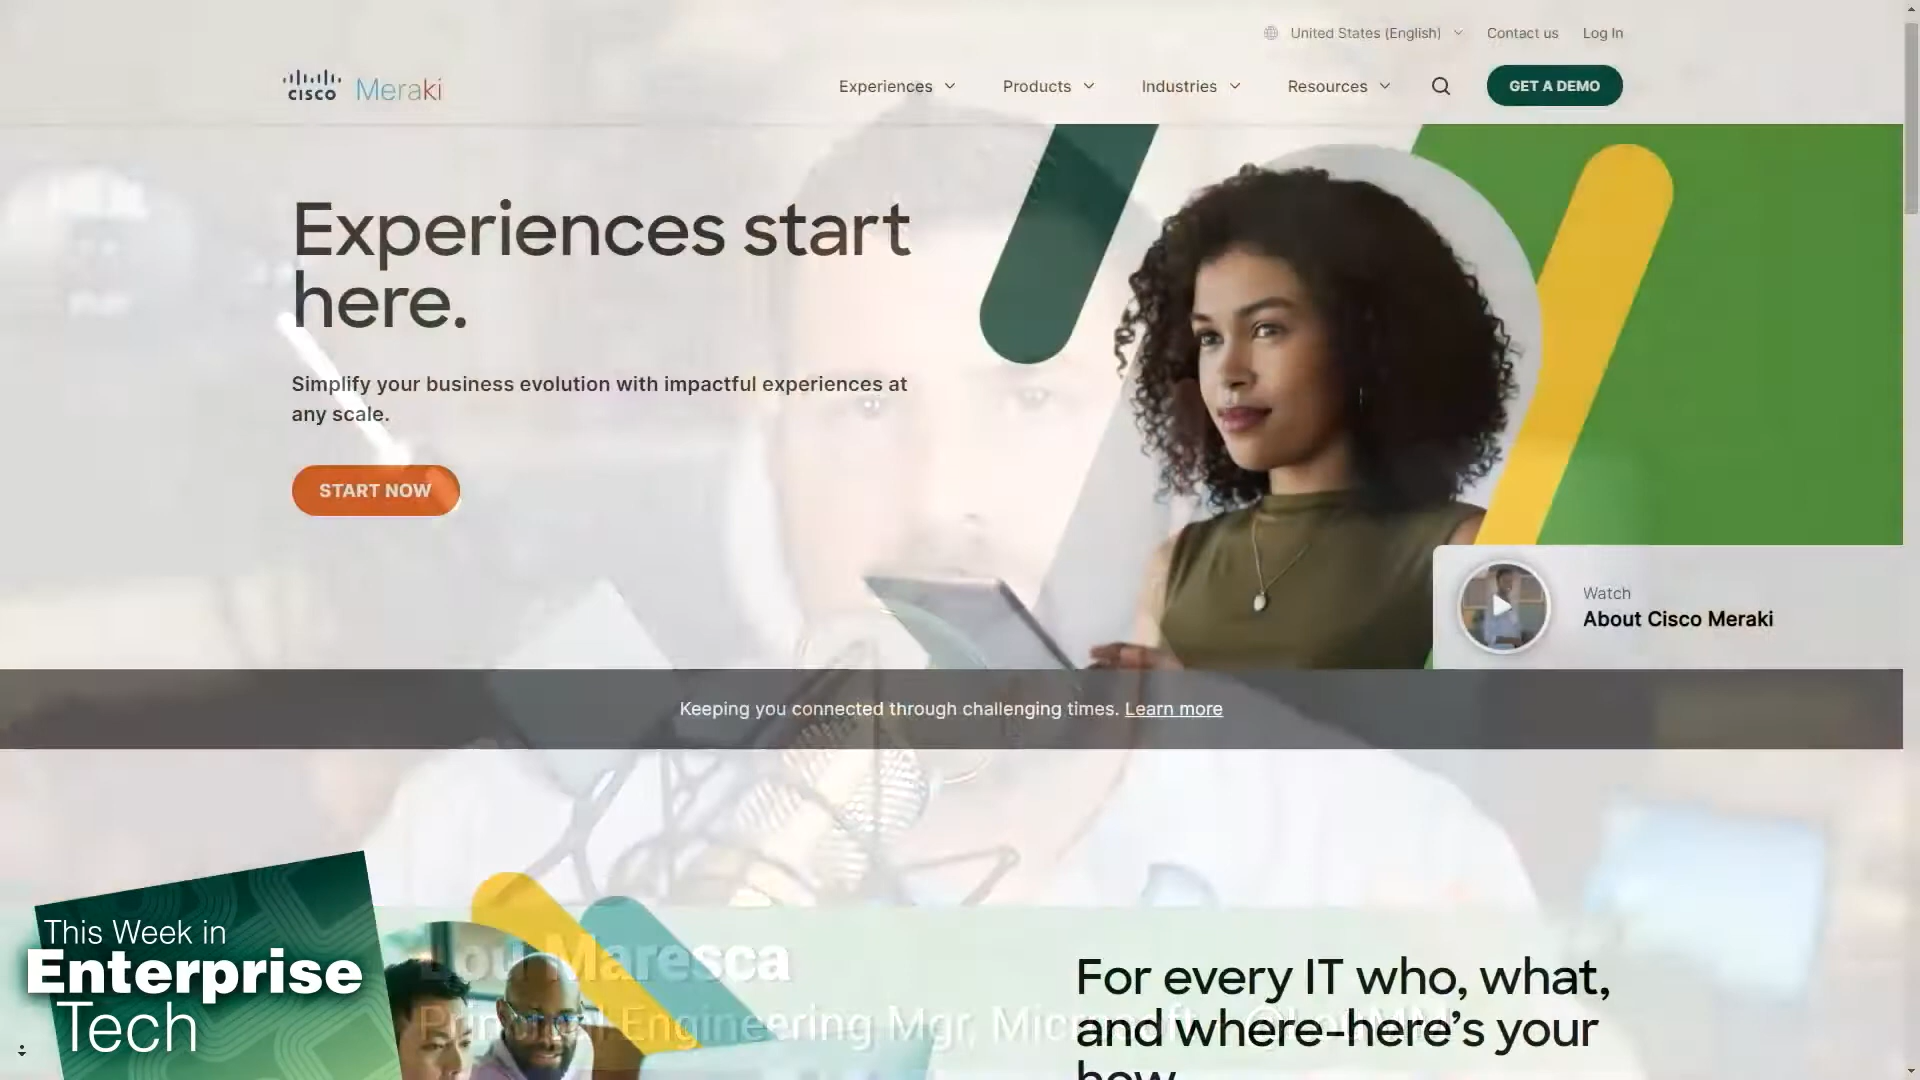 United States (English)
Contact us
Log In
CISCO Meraki
Experiences
Products
Industries
Resources
GET A DEMO
Experiences start
here.
Simplify your business evolution with impactful experiences at
any scale.
START NOW
Watch
About Cisco Meraki
Keeping you connected through challenging times. Learn more
This Week in
Enterprise
Tech
Lou Maresca
Principal Engineering Mgr, Microsoft
For every IT who, what,
and where–here's your
how